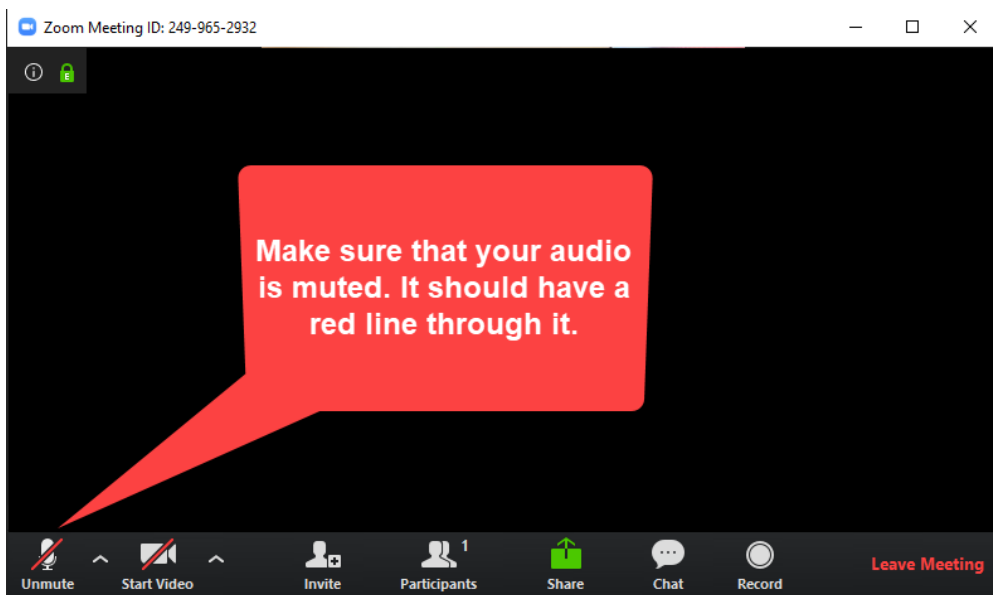 Zoom Meeting ID: 249-965-2932
E
Make sure that your audio
is muted. It should have a
red line through it.
1
Unmute Start Video Invite Participants Share Chat Record Leave Meeting